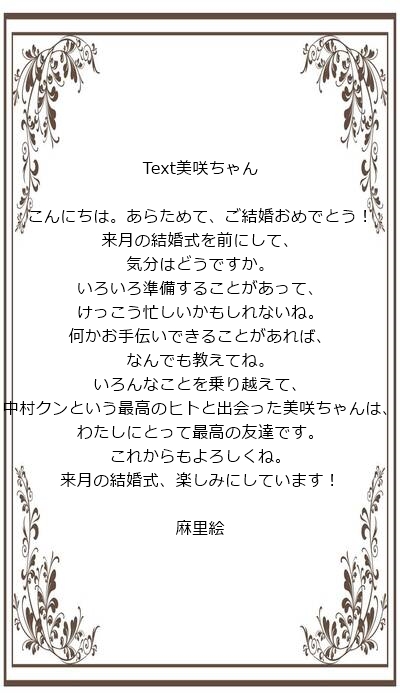 Text美咲ちゃん
こんにちは。あらためて、ご結婚おめでとう！
来月の結婚式を前にして、
気分はどうですか。
いろいろ準備することがあって、
けっこう忙しいかもしれないね。
何かお手伝いできることがあれば、
なんでも教えてね。
いろんなことを乗り越えて、
中村クンという最高のヒトと出会った美咲ちゃんは、
わたしにとって最高の友達です。
これからもよろしくね。
来月の結婚式、楽しみにしています！
麻里絵